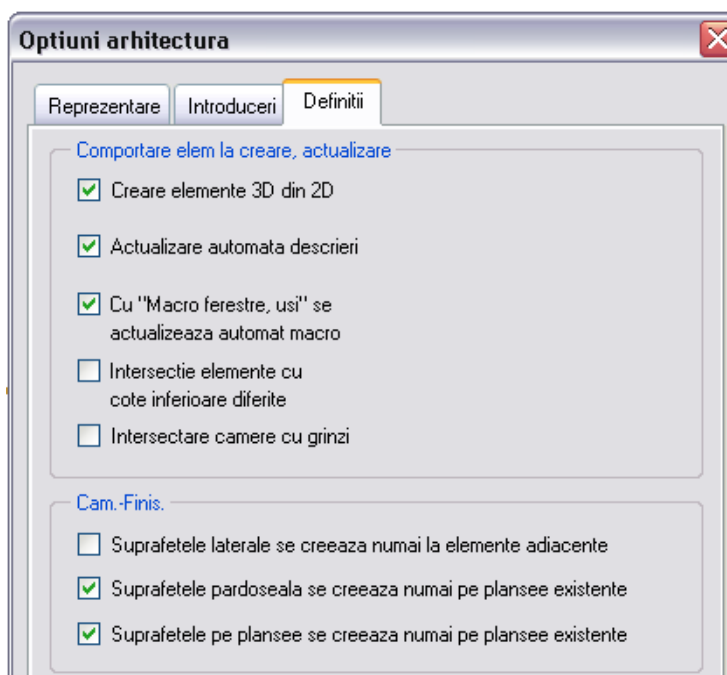 Optiuni arhitectura
Reprezentare Introduceri Definitii
Comportare elem la creare, actualizare
Creare elemente 3D din 2D
Actualizare automata descrieri
Cu "Macro ferestre, usi" se
actualizeaza automat macro
Intersectie elemente cu
cote inferioare diferite
Intersectare camere cu grinzi
Cam.-Finis.
Suprafetele laterale se creeaza numai la elemente adiacente
Suprafetele pardoseala se creeaza numai pe plansee existente
Suprafetele pe plansee se creeaza numai pe plansee existente